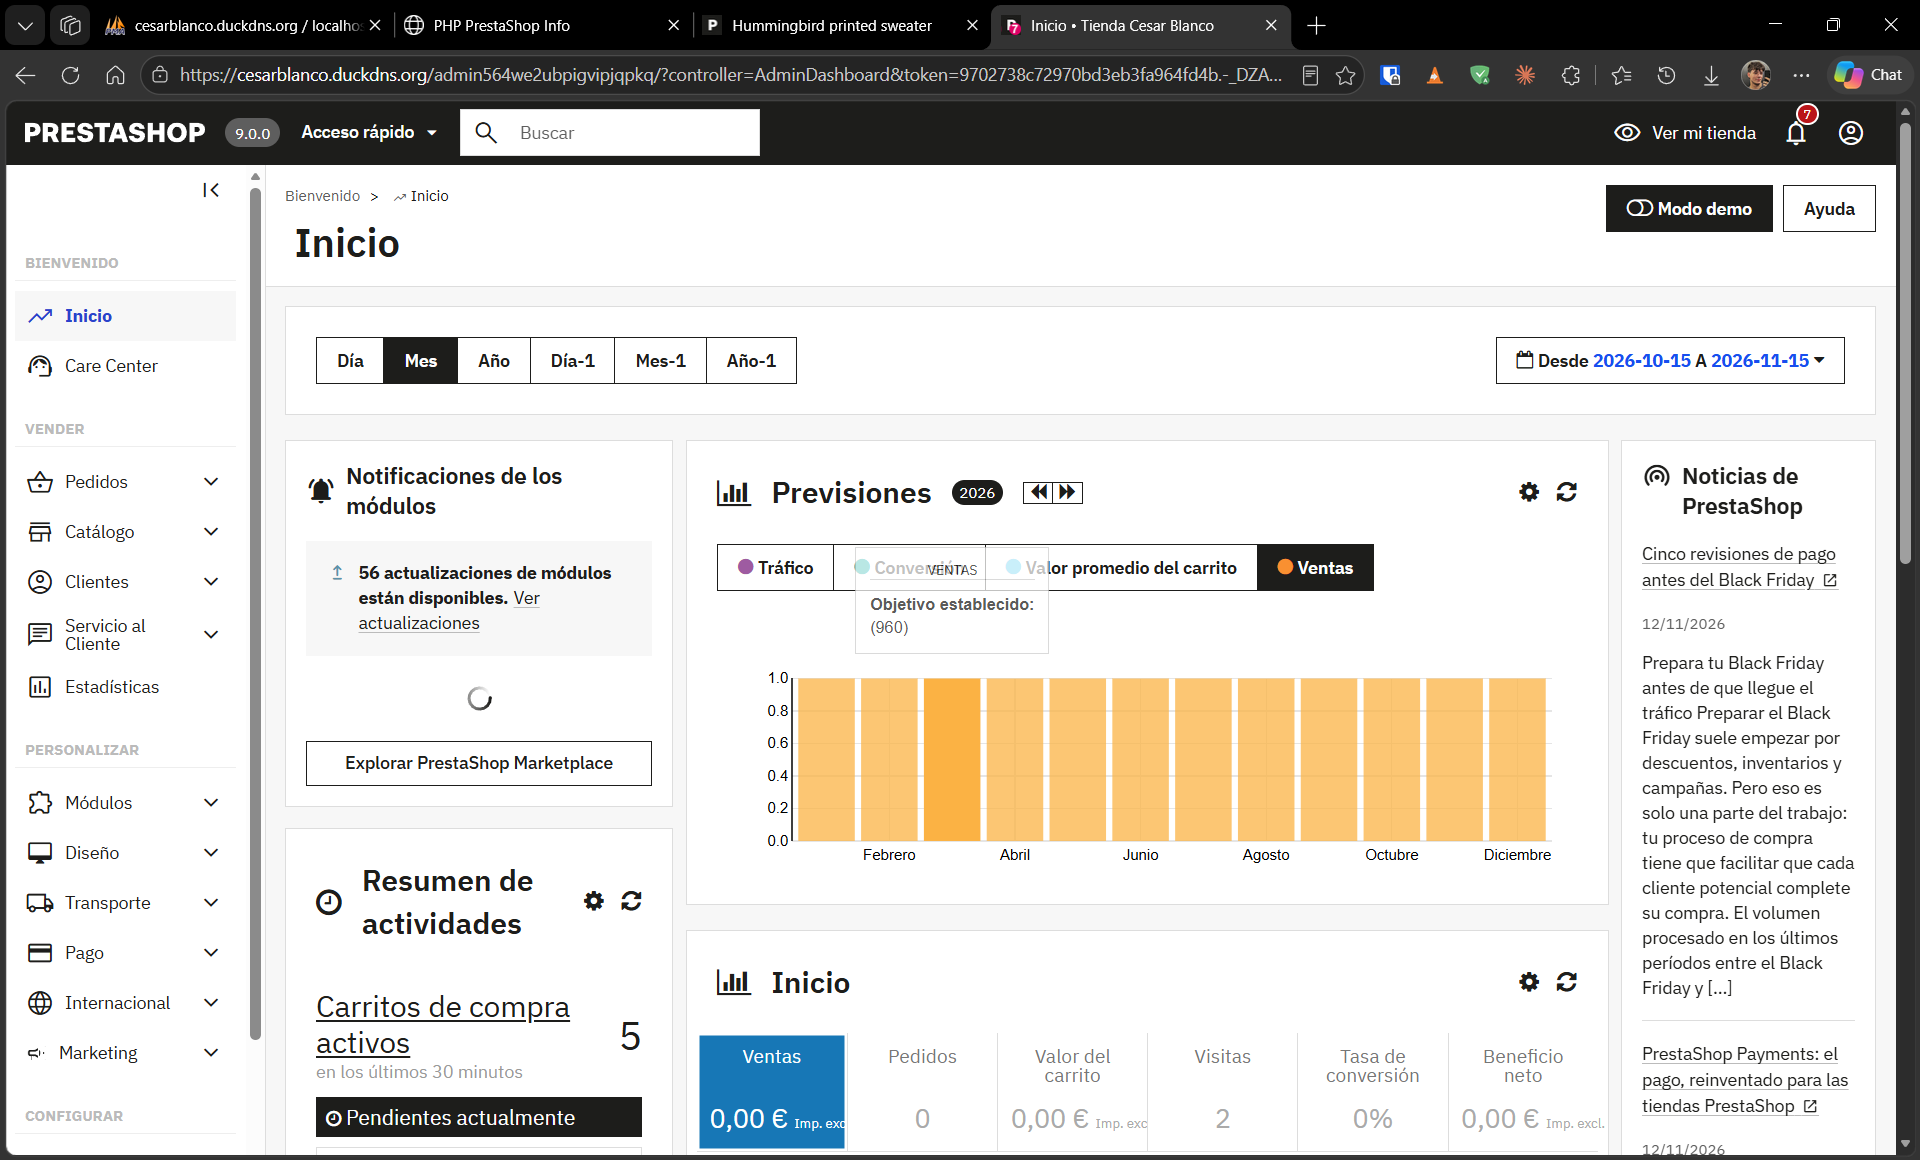 cesarblanco.duckdns.org / localhos
PHP PrestaShop Info
Hummingbird printed sweater
Inicio • Tienda Cesar Blanco
https://cesarblanco.duckdns.org/admin564we2ubpigvipjqpkq/?controller=AdminDashboard&token=9702738c72970bd3eb3fa964fd4b.-_DZA...
Chat
PRESTASHOP
9.0.0
Acceso rápido
Buscar
Ver mi tienda
7
Bienvenido > Inicio
Inicio
Modo demo
Ayuda
BIENVENIDO
Inicio
Care Center
VENDER
Pedidos
Catálogo
Clientes
Servicio al
Cliente
Estadísticas
PERSONALIZAR
Módulos
Diseño
Transporte
Pago
Internacional
Marketing
CONFIGURAR
Día
Mes
Año
Día-1
Mes-1
Año-1
Desde 2026-10-15 A 2026-11-15
Notificaciones de los
módulos
56 actualizaciones de módulos
están disponibles. Ver
actualizaciones
Explorar PrestaShop Marketplace
Resumen de
actividades
Carritos de compra
activos
5
en los últimos 30 minutos
Pendientes actualmente
Previsiones
2026
Tráfico
Conversión
Valor promedio del carrito
Ventas
VENTAS
Objetivo establecido:
(960)
1.0
0.8
0.6
0.4
0.2
0.0
Febrero
Abril
Junio
Agosto
Octubre
Diciembre
Inicio
Ventas
0,00 € Imp. exc
Pedidos
0
Valor del
carrito
0,00 € Imp. exc
Visitas
2
Tasa de
conversión
0%
Beneficio
neto
0,00 € Imp. excl.
Noticias de
PrestaShop
Cinco revisiones de pago
antes del Black Friday
12/11/2026
Prepara tu Black Friday
antes de que llegue el
tráfico Preparar el Black
Friday suele empezar por
descuentos, inventarios y
campañas. Pero eso es
solo una parte del trabajo:
tu proceso de compra
tiene que facilitar que cada
cliente potencial complete
su compra. El volumen
procesado en los últimos
períodos entre el Black
Friday y [...]
PrestaShop Payments: el
pago, reinventado para las
tiendas PrestaShop
12/11/2026